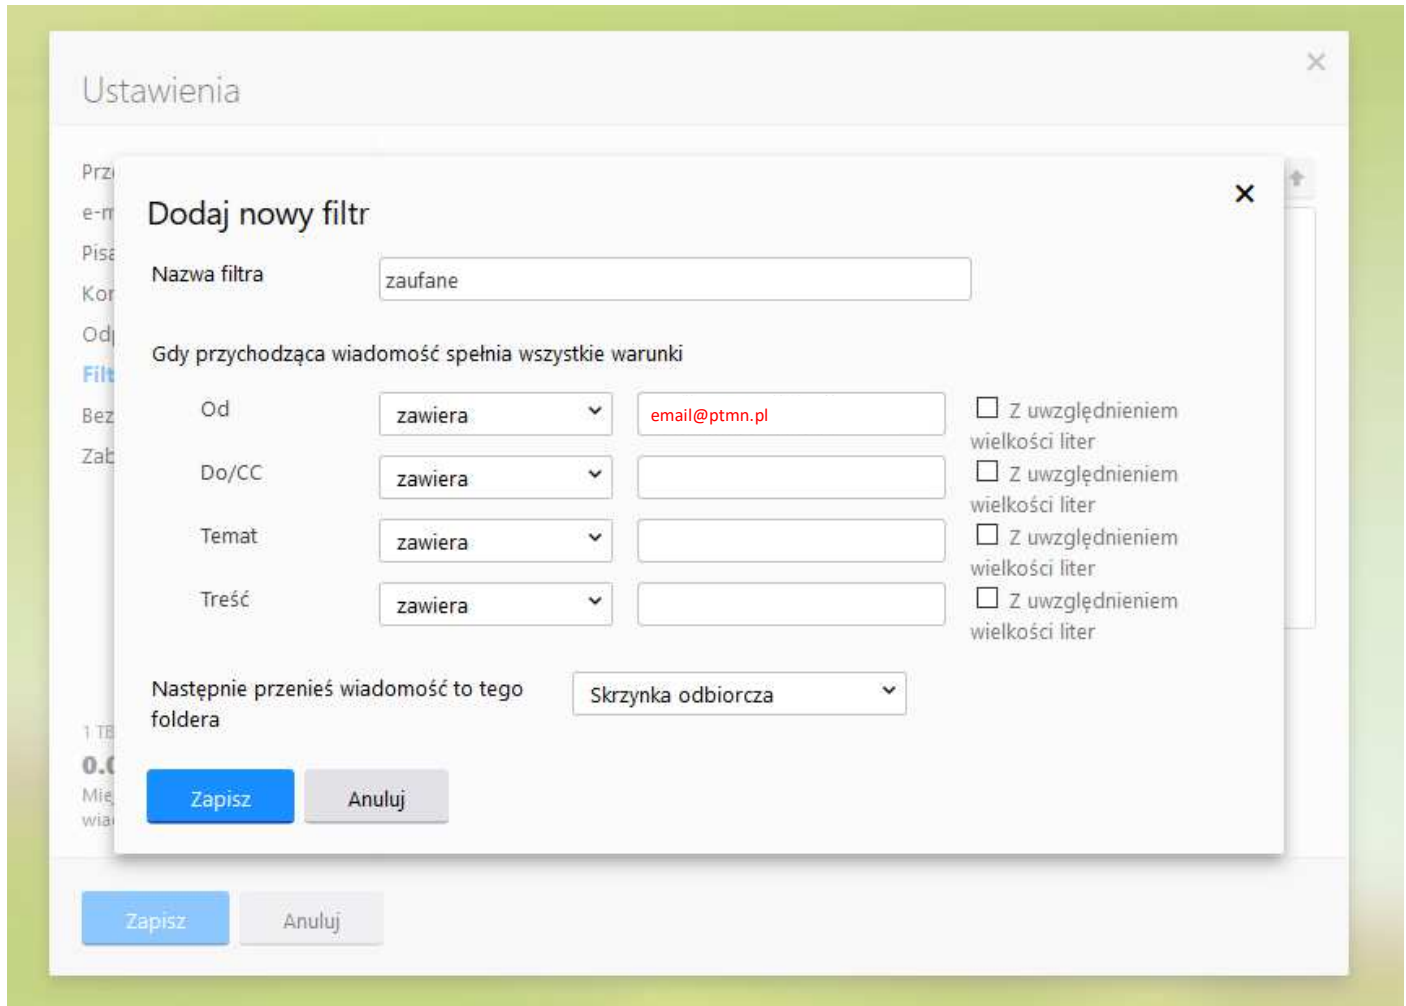 Ustawienia
Dodaj nowy filtr
Nazwa filtra
zaufane
Gdy przychodząca wiadomość spełnia wszystkie warunki
Od
zawiera
email@ptmn.pl
Z uwzględnieniem
wielkości liter
Do/CC
zawiera
Z uwzględnieniem
wielkości liter
Temat
zawiera
Z uwzględnieniem
wielkości liter
Treść
zawiera
Z uwzględnieniem
wielkości liter
Następnie przenieś wiadomość to tego
foldera
Skrzynka odbiorcza
1 TB
Zapisz
Anuluj
Zapisz
Anuluj